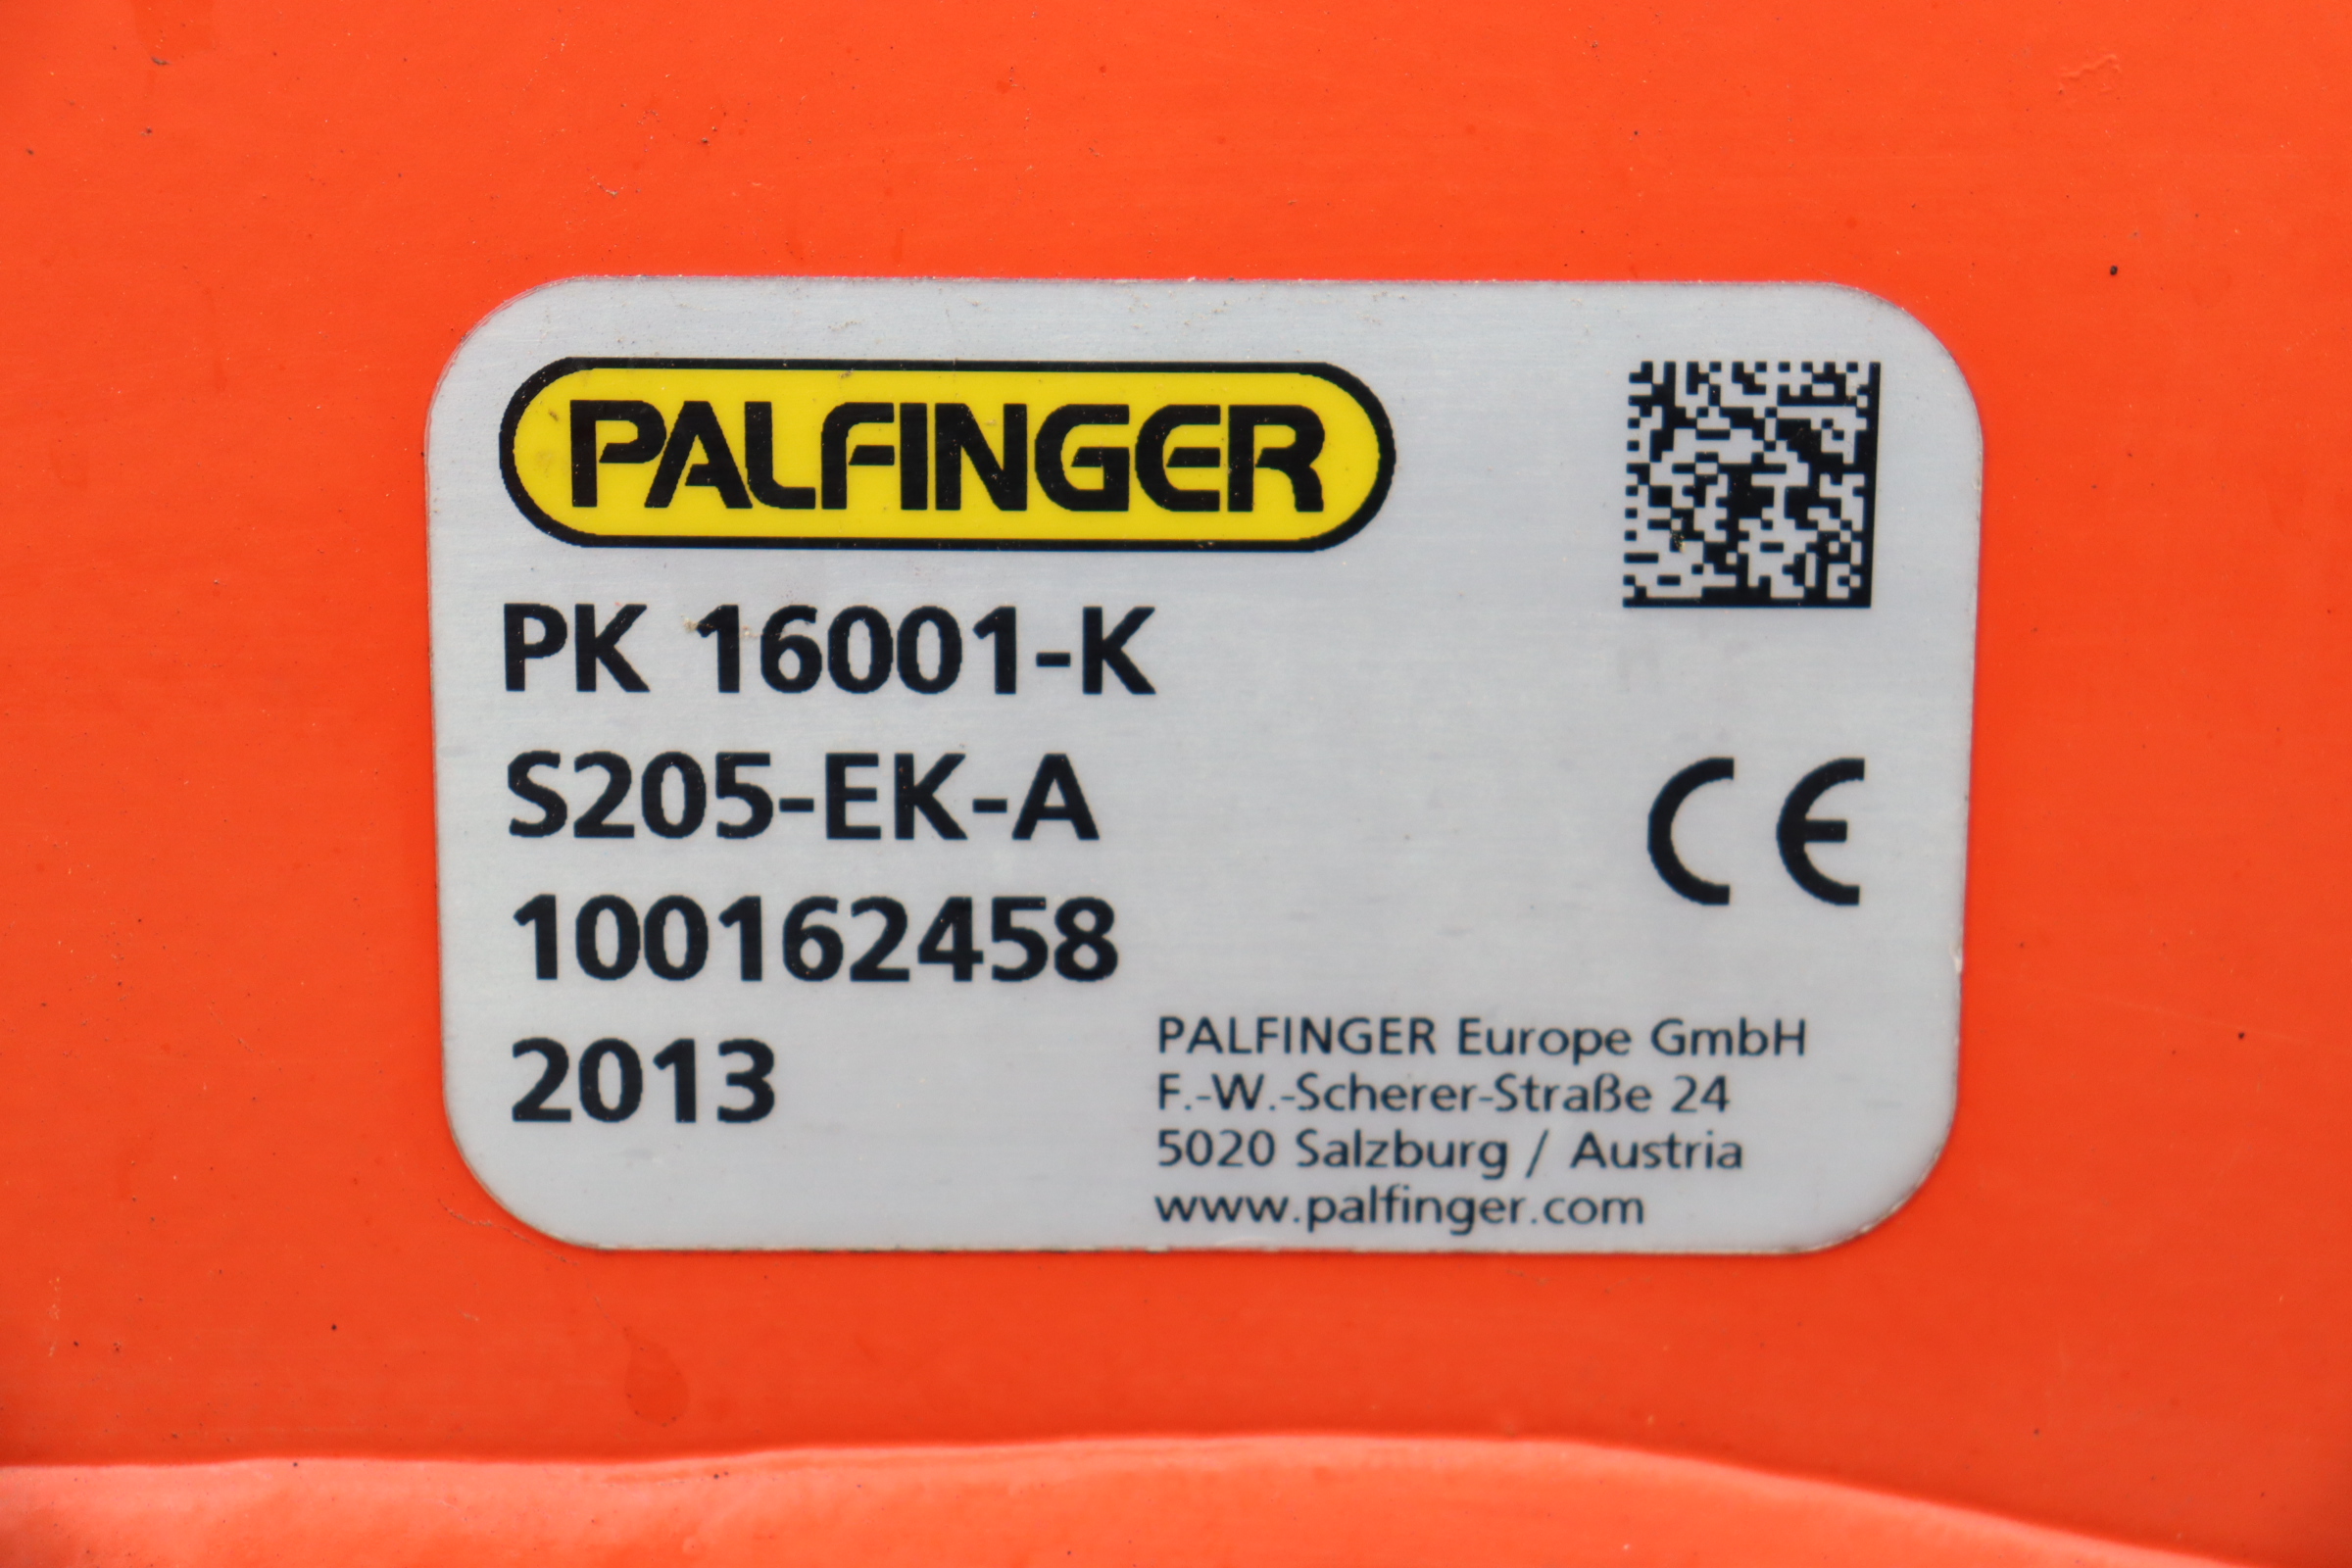 PALFINGER
PK 16001-K
S205-EK-A
100162458
2013
CE
PALFINGER Europe GmbH
F.-W.-Scherer-Straße 24
5020 Salzburg / Austria
www.palfinger.com